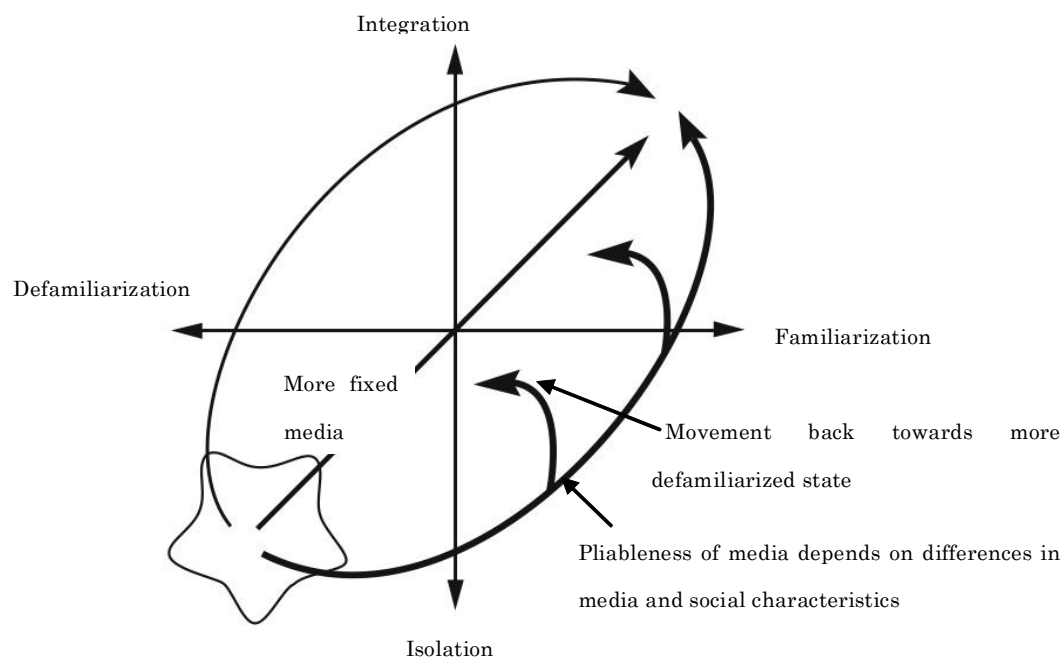 Integration
Defamiliarization
Familiarization
More fixed
media
Movement back towards more
defamiliarized state
Pliableness of media depends on differences in
media and social characteristics
Isolation